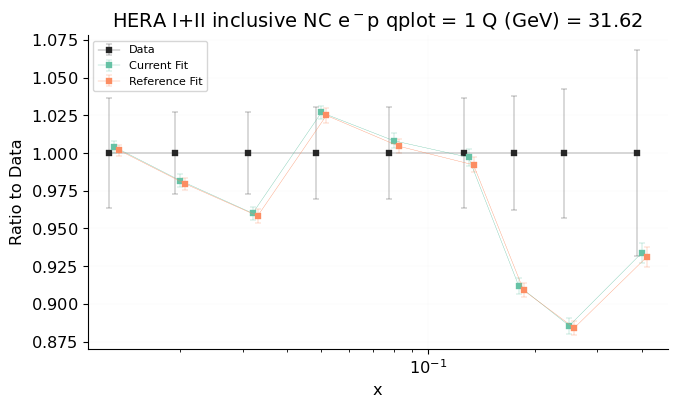 HERA I+II inclusive NC e⁻p qplot = 1 Q (GeV) = 31.62
Data
Current Fit
Reference Fit
Ratio to Data
1.075
1.050
1.025
1.000
0.975
0.950
0.925
0.900
0.875
10⁻¹
x